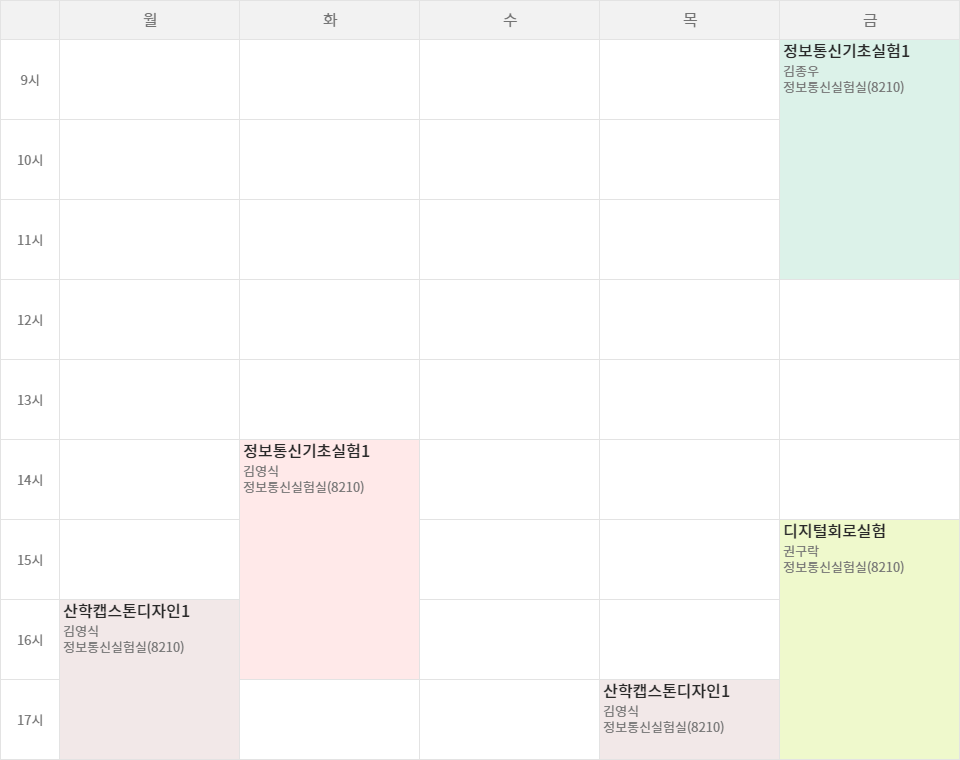 월 화 수 목 금
9시
정보통신기초실험1
김종우
정보통신실험실(8210)
10시
11시
12시
13시
14시
정보통신기초실험1
김영식
정보통신실험실(8210)
15시
디지털회로실험
권구락
정보통신실험실(8210)
16시
산학캡스톤디자인1
김영식
정보통신실험실(8210)
17시
산학캡스톤디자인1
김영식
정보통신실험실(8210)